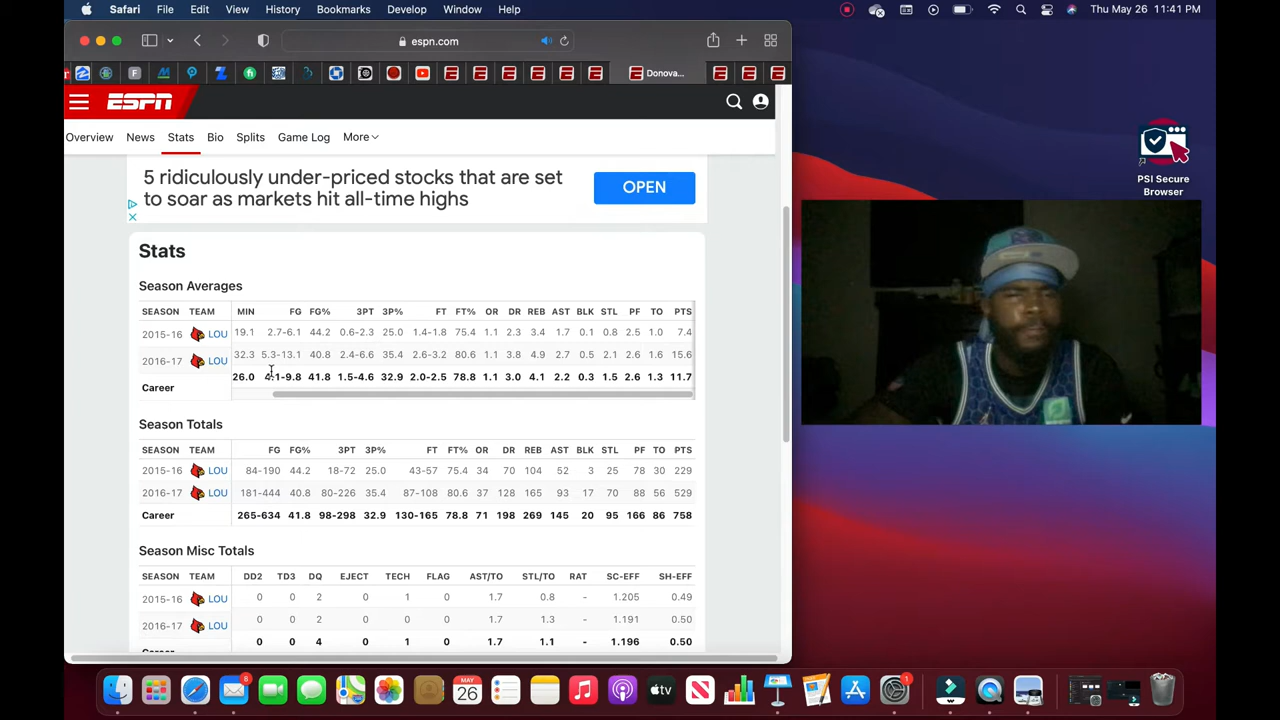 Safari File Edit View History Bookmarks Develop Window Help Thu May 26 11:41 PM
espn.com
Donova...
ESPN
Overview News Stats Bio Splits Game Log More
5 ridiculously under-priced stocks that are set
to soar as markets hit all-time highs
OPEN
PSI Secure
Browser
Stats
Season Averages
SEASON TEAM MIN FG FG% 3PT 3P% FT FT% OR DR REB AST BLK STL PF TO PTS
2015-16 LOU 19.1 2.7-6.1 44.2 0.6-2.3 25.0 1.4-1.8 75.4 1.1 2.3 3.4 1.7 0.1 0.8 2.5 1.0 7.4
2016-17 LOU 32.3 5.3-13.1 40.8 2.4-6.6 35.4 2.6-3.2 80.6 1.1 3.8 4.9 2.7 0.5 2.1 2.6 1.6 15.6
Career 26.0 4.1-9.8 41.8 1.5-4.6 32.9 2.0-2.5 78.8 1.1 3.0 4.1 2.2 0.3 1.5 2.6 1.3 11.7
Season Totals
SEASON TEAM FG FG% 3PT 3P% FT FT% OR DR REB AST BLK STL PF TO PTS
2015-16 LOU 84-190 44.2 18-72 25.0 43-57 75.4 34 70 104 52 3 25 78 30 229
2016-17 LOU 181-444 40.8 80-226 35.4 87-108 80.6 37 128 165 93 17 70 88 56 529
Career 265-634 41.8 98-298 32.9 130-165 78.8 71 198 269 145 20 95 166 86 758
Season Misc Totals
SEASON TEAM DD2 TD3 DQ EJECT TECH FLAG AST/TO STL/TO RAT SC-EFF SH-EFF
2015-16 LOU 0 0 2 0 1 0 1.7 0.8 - 1.205 0.49
2016-17 LOU 0 0 2 0 0 0 1.7 1.3 - 1.191 0.50
Career 0 0 4 0 1 0 1.7 1.1 - 1.196 0.50
8 MAY 26 tv 1